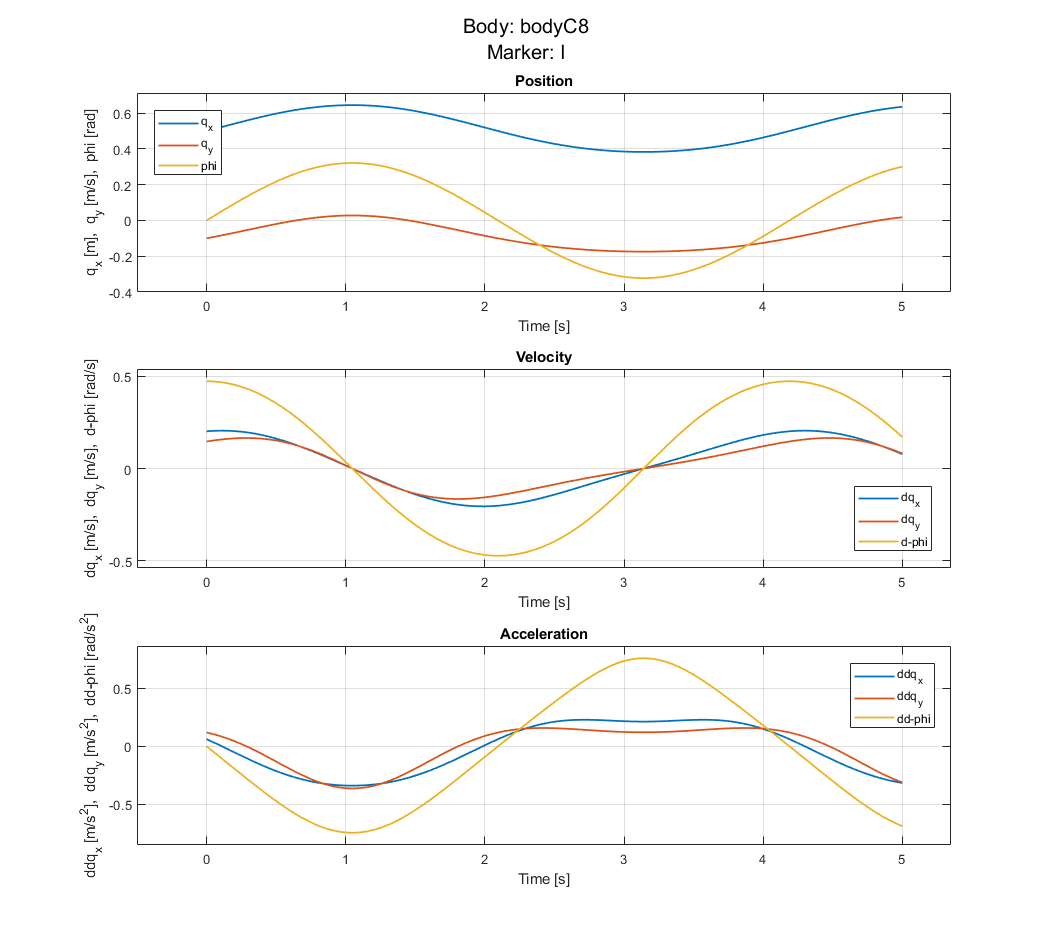 Body: bodyC8
Marker: I
Position
q_x [m], q_y [m/s], phi [rad]
0.6
0.4
0.2
0
-0.2
-0.4
q_x
q_y
phi
0 1 2 3 4 5
Time [s]
Velocity
dq_x [m/s], dq_y [m/s], d-phi [rad/s]
0.5
0
-0.5
dq_x
dq_y
d-phi
0 1 2 3 4 5
Time [s]
Acceleration
ddq_x [m/s^2], ddq_y [m/s^2], dd-phi [rad/s^2]
0.5
0
-0.5
ddq_x
ddq_y
dd-phi
0 1 2 3 4 5
Time [s]